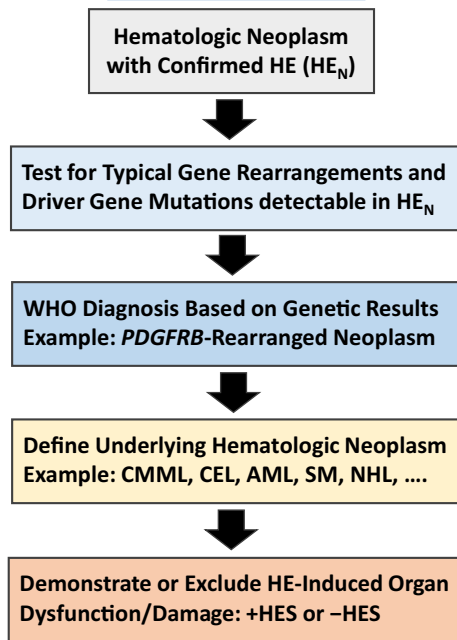 Hematologic Neoplasm
with Confirmed HE (HEN)
Test for Typical Gene Rearrangements and
Driver Gene Mutations detectable in HEN
WHO Diagnosis Based on Genetic Results
Example: PDGFRB-Rearranged Neoplasm
Define Underlying Hematologic Neoplasm
Example: CMML, CEL, AML, SM, NHL, ....
Demonstrate or Exclude HE-Induced Organ
Dysfunction/Damage: +HES or −HES